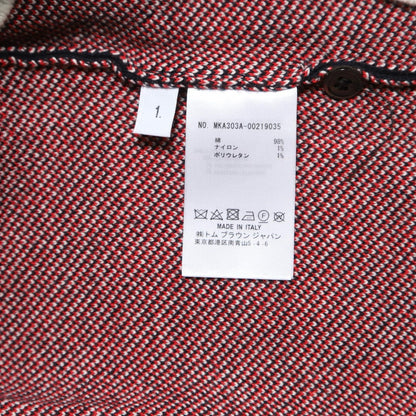 1.
NO. MKA303A-00219035
綿 98%
ナイロン 1%
ポリウレタン 1%
MADE IN ITALY
㈱トム ブラウン ジャパン
東京都港区南青山5-4-6